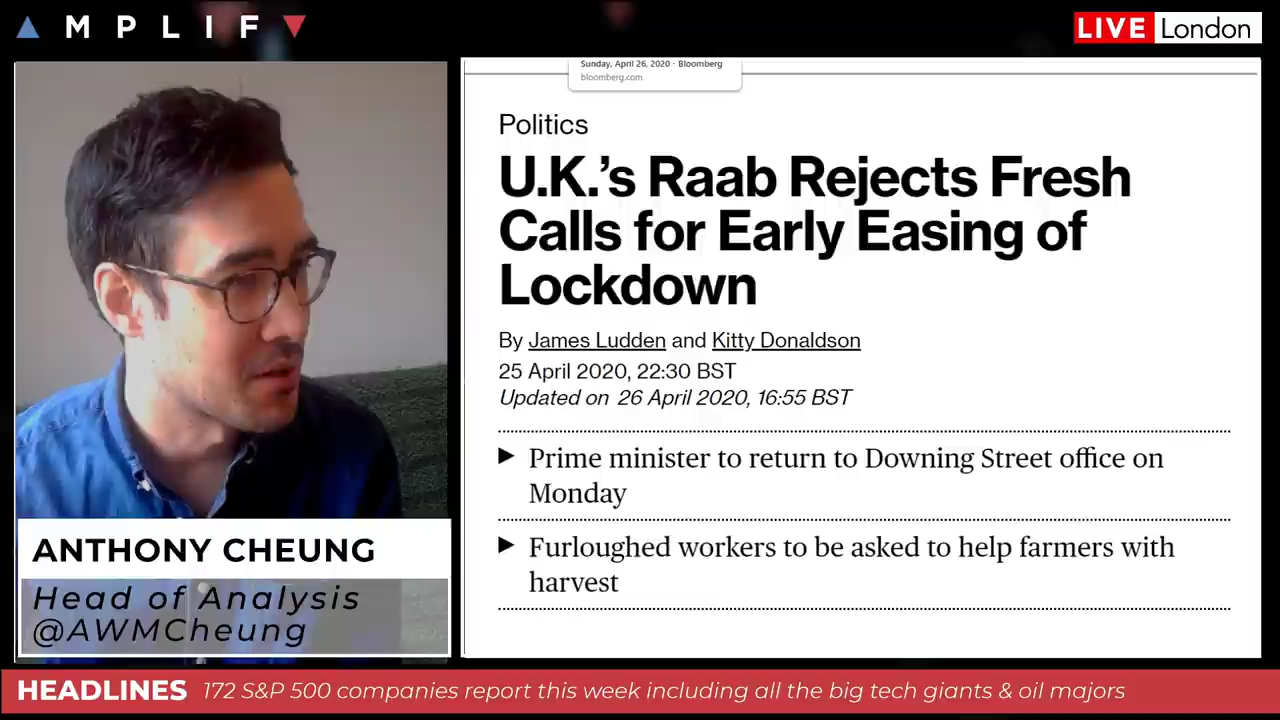 ▲ M P L I F ▼
LIVE London
Sunday, April 26, 2020 · Bloomberg
bloomberg.com
Politics
U.K.’s Raab Rejects Fresh
Calls for Early Easing of
Lockdown
By James Ludden and Kitty Donaldson
25 April 2020, 22:30 BST
Updated on 26 April 2020, 16:55 BST
Prime minister to return to Downing Street office on
Monday
Furloughed workers to be asked to help farmers with
harvest
ANTHONY CHEUNG
Head of Analysis
@AWMCheung
HEADLINES 172 S&P 500 companies report this week including all the big tech giants & oil majors